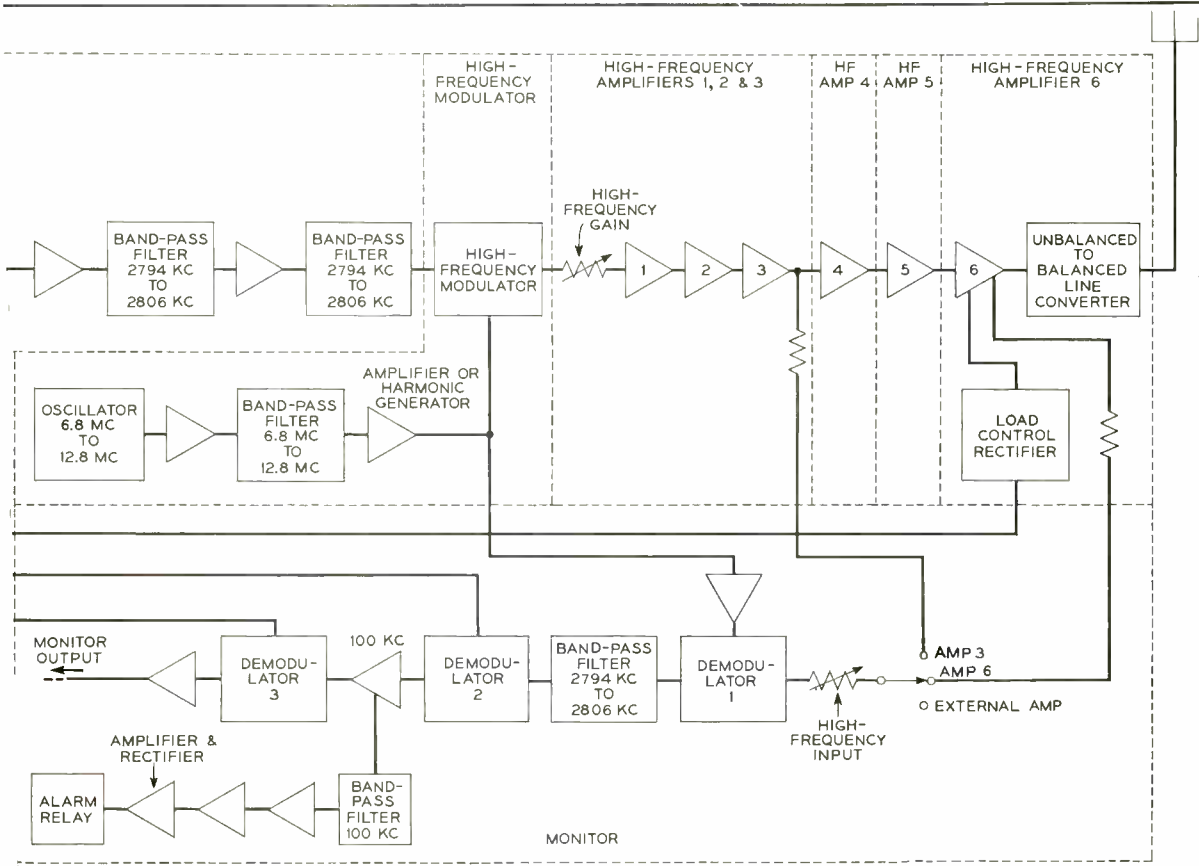 HIGH-
FREQUENCY
MODULATOR
HIGH-FREQUENCY
AMPLIFIERS 1, 2 & 3
HF
AMP 4
HF
AMP 5
HIGH-FREQUENCY
AMPLIFIER 6
HIGH-
FREQUENCY
GAIN
BAND-PASS
FILTER
2794 KC
TO
2806 KC
BAND-PASS
FILTER
2794 KC
TO
2806 KC
HIGH-
FREQUENCY
MODULATOR
1
2
3
4
5
6
UNBALANCED
TO
BALANCED
LINE
CONVERTER
OSCILLATOR
6.8 MC
TO
12.8 MC
BAND-PASS
FILTER
6.8 MC
TO
12.8 MC
AMPLIFIER OR
HARMONIC
GENERATOR
LOAD
CONTROL
RECTIFIER
MONITOR
OUTPUT
DEMODU-
LATOR
3
100 KC
DEMODU-
LATOR
2
BAND-PASS
FILTER
2794 KC
TO
2806 KC
DEMODU-
LATOR
1
HIGH-
FREQUENCY
INPUT
AMP 3
AMP 6
EXTERNAL AMP
AMPLIFIER &
RECTIFIER
ALARM
RELAY
BAND-
PASS
FILTER
100 KC
MONITOR